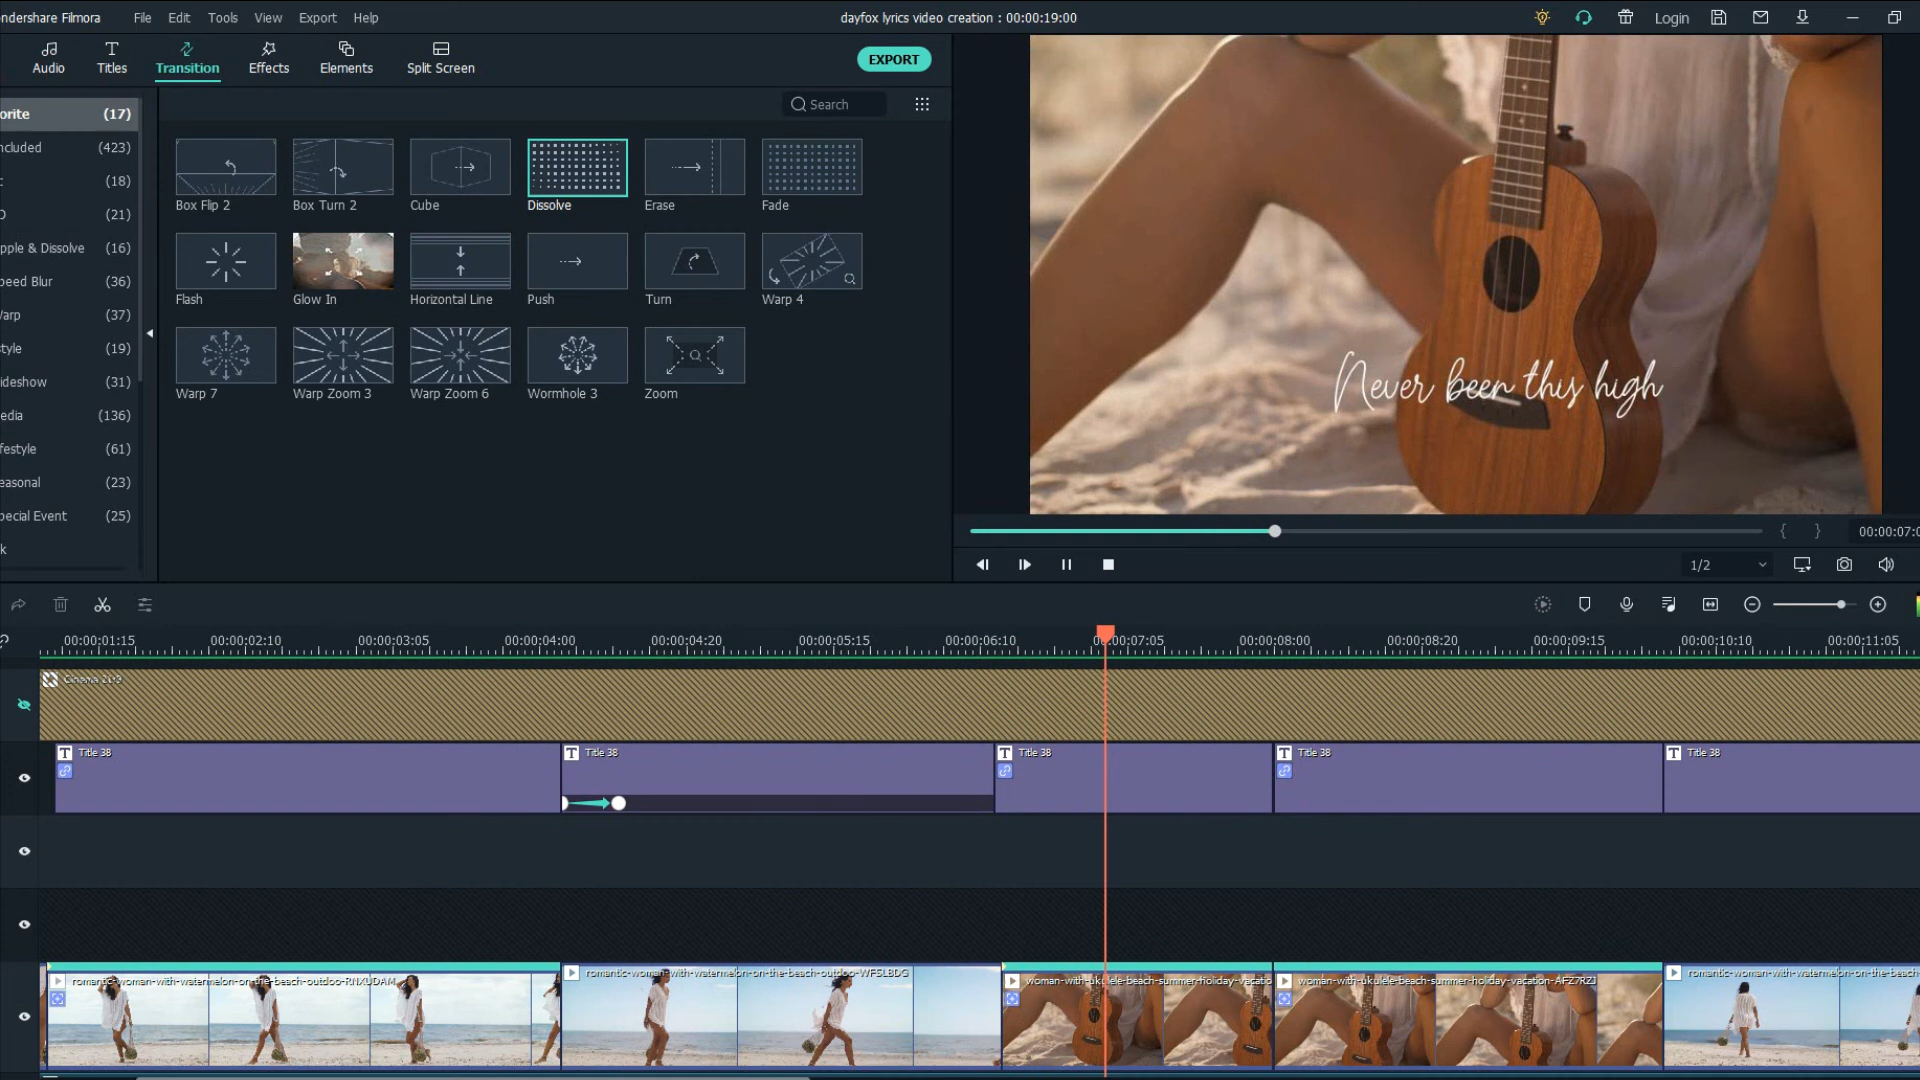 ndershare Filmora File Edit Tools View Export Help dayfox lyrics video creation : 00:00:19:00 Login
Audio Titles Transition Effects Elements Split Screen EXPORT
orite (17)
Search
ncluded (423)
(18)
(21)
pple & Dissolve (16)
peed Blur (36)
arp (37)
tyle (19)
ideshow (31)
edia (136)
festyle (61)
easonal (23)
pecial Event (25)
k
Box Flip 2 Box Turn 2 Cube Dissolve Erase Fade
Flash Glow In Horizontal Line Push Turn Warp 4
Warp 7 Warp Zoom 3 Warp Zoom 6 Wormhole 3 Zoom
Never been this high
{ } 00:00:07:0
1/2
00:00:01:15 00:00:02:10 00:00:03:05 00:00:04:00 00:00:04:20 00:00:05:15 00:00:06:10 00:00:07:05 00:00:08:00 00:00:08:20 00:00:09:15 00:00:10:10 00:00:11:05
Cinema 21:9
T Title 38 T Title 38 T Title 38 T Title 38 T Title 38
romantic-woman-with-watermelon-on-the-beach-outdoo-RNXUDAM romantic-woman-with-watermelon-on-the-beach-outdoo-WFSLBDG woman-with-ukulele-beach-summer-holiday-vacatio woman-with-ukulele-beach-summer-holiday-vacation-AFZ7RZJ romantic-woman-with-watermelon-on-the-beach